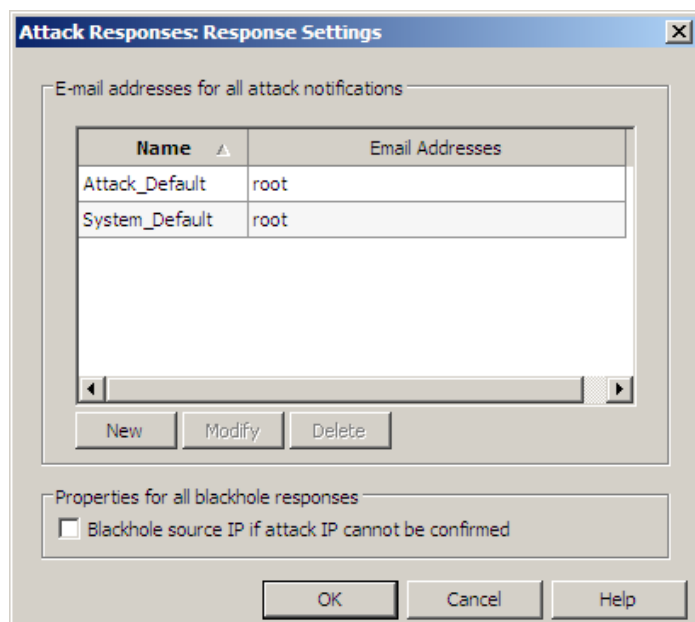 Attack Responses: Response Settings
E-mail addresses for all attack notifications
Name Email Addresses
Attack_Default root
System_Default root
New Modify Delete
Properties for all blackhole responses
Blackhole source IP if attack IP cannot be confirmed
OK Cancel Help